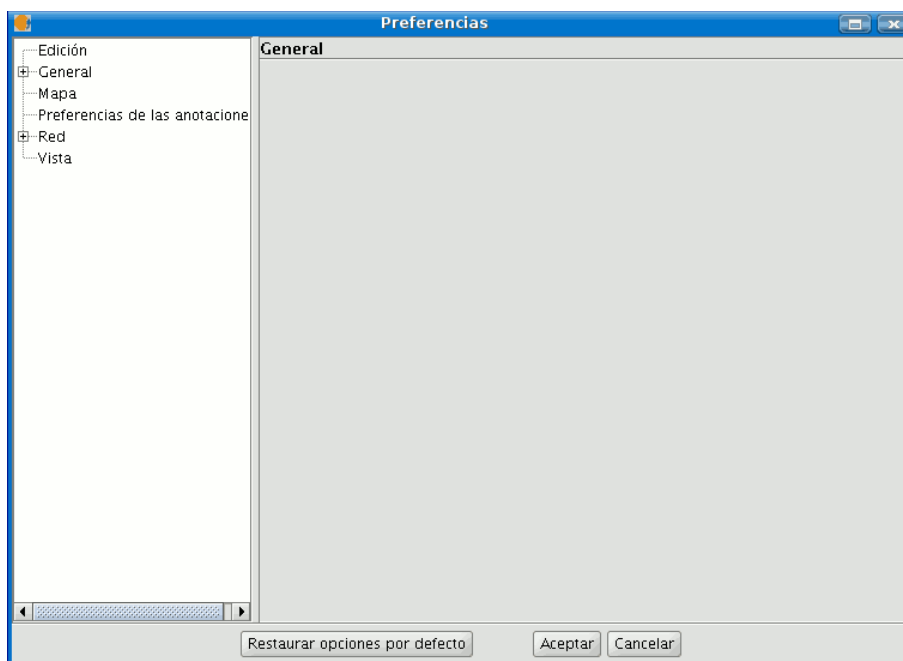 Preferencias
Edición
General
Mapa
Preferencias de las anotacione
Red
Vista
General
Restaurar opciones por defecto
Aceptar
Cancelar